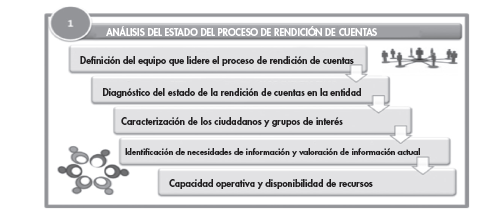 1
ANÁLISIS DEL ESTADO DEL PROCESO DE RENDICIÓN DE CUENTAS
Definición del equipo que lidere el proceso de rendición de cuentas
Diagnóstico del estado de la rendición de cuentas en la entidad
Caracterización de los ciudadanos y grupos de interés
Identificación de necesidades de información y valoración de información actual
Capacidad operativa y disponibilidad de recursos